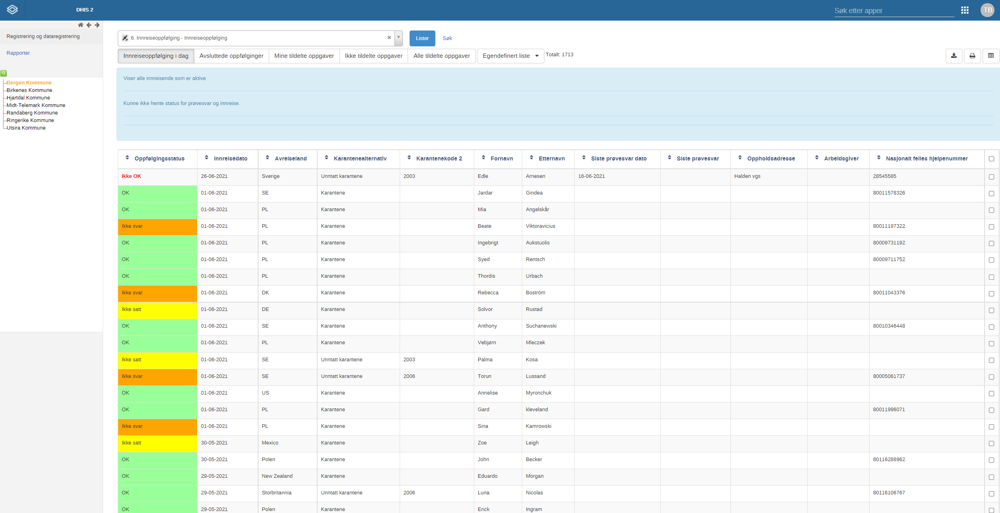 DHIS 2
Søk etter apper
TB
Registrering og dataregistrering
Rapporter
Bergen Kommune
Birkenes Kommune
Hjartdal Kommune
Midt-Telemark Kommune
Randaberg Kommune
Ringerike Kommune
Utsira Kommune
6. Innreiseoppfølging - Innreiseoppfølging
Lister
Søk
Innreiseoppfølging i dag
Avsluttede oppfølginger
Mine tildelte oppgaver
Ikke tildelte oppgaver
Alle tildelte oppgaver
Egendefinert liste
Totalt: 1713
Viser alle innreisende som er aktive
Kunne ikke hente status for prøvesvar og innreise.
Oppfølgingsstatus Innreisedato Avreiseland Karantenealternativ Karantenekode 2 Fornavn Etternavn Siste prøvesvar dato Siste prøvesvar Oppholdsadresse Arbeidsgiver Nasjonalt felles hjelpenummer
Ikke OK 26-06-2021 Sverige Unntatt karantene 2003 Edle Arnesen 16-06-2021 Halden vgs 28545585
OK 01-06-2021 SE Karantene Jardar Gindea 80011578326
OK 01-06-2021 PL Karantene Mia Angelskår
Ikke svar 01-06-2021 PL Karantene Beate Viktoravicius 80011197322
OK 01-06-2021 PL Karantene Ingebrigt Aukstuolis 80009731192
OK 01-06-2021 PL Karantene Syed Rentsch 80009711752
OK 01-06-2021 PL Karantene Thordis Urbach
Ikke svar 01-06-2021 DK Karantene Rebecca Boström 80011043376
Ikke satt 01-06-2021 DE Karantene Solvor Rustad
OK 01-06-2021 SE Karantene Anthony Suchanewski 80010346448
OK 01-06-2021 PL Karantene Vebjørn Mleczek
Ikke satt 01-06-2021 SE Unntatt karantene 2003 Palma Kosa
Ikke svar 01-06-2021 SE Unntatt karantene 2006 Torun Lussand 80005061737
OK 01-06-2021 US Karantene Annelise Myronchuk
OK 01-06-2021 PL Karantene Gard kleveland 80011996071
Ikke svar 01-06-2021 PL Karantene Sina Kamrowski
Ikke satt 30-05-2021 Mexico Karantene Zoe Leigh
OK 30-05-2021 Polen Karantene John Becker 80116288962
OK 29-05-2021 New Zealand Karantene Eduardo Morgan
OK 29-05-2021 Storbritannia Unntatt karantene 2006 Luna Nicolas 80116106767
OK 29-05-2021 Polen Karantene Erick Ingram